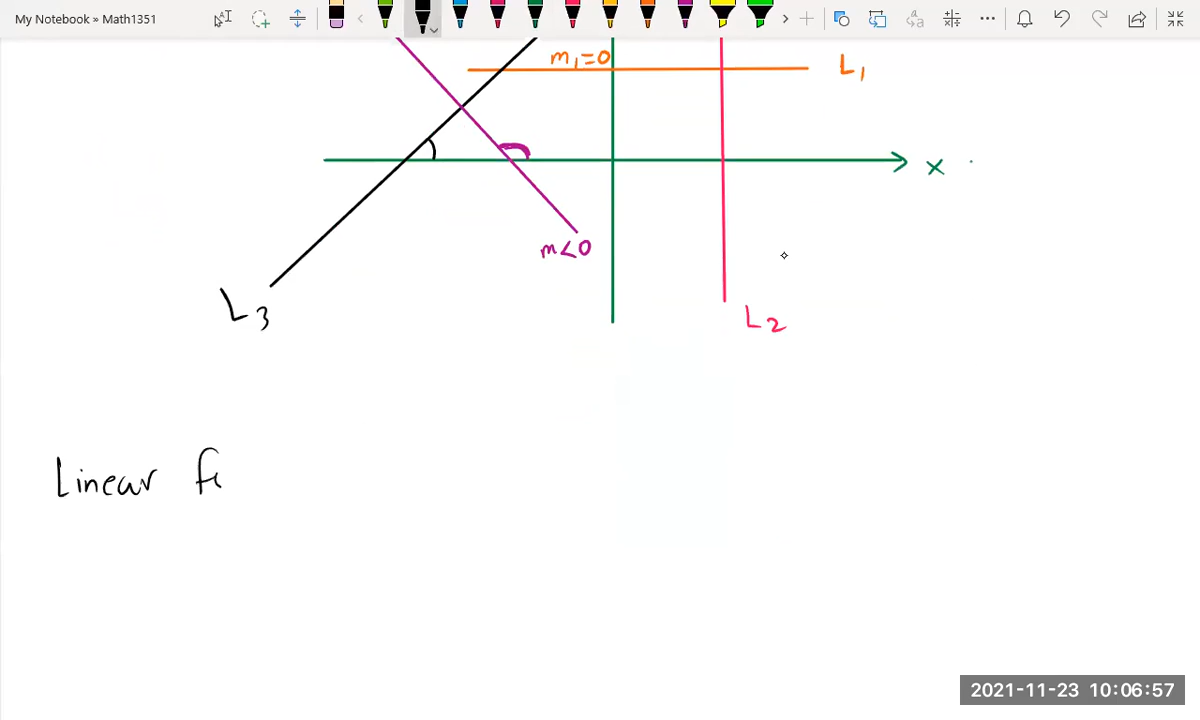 My Notebook » Math1351
m₁=0
L₁
x
m<0
L₃
L₂
Linear
2021-11-23 10:06:57